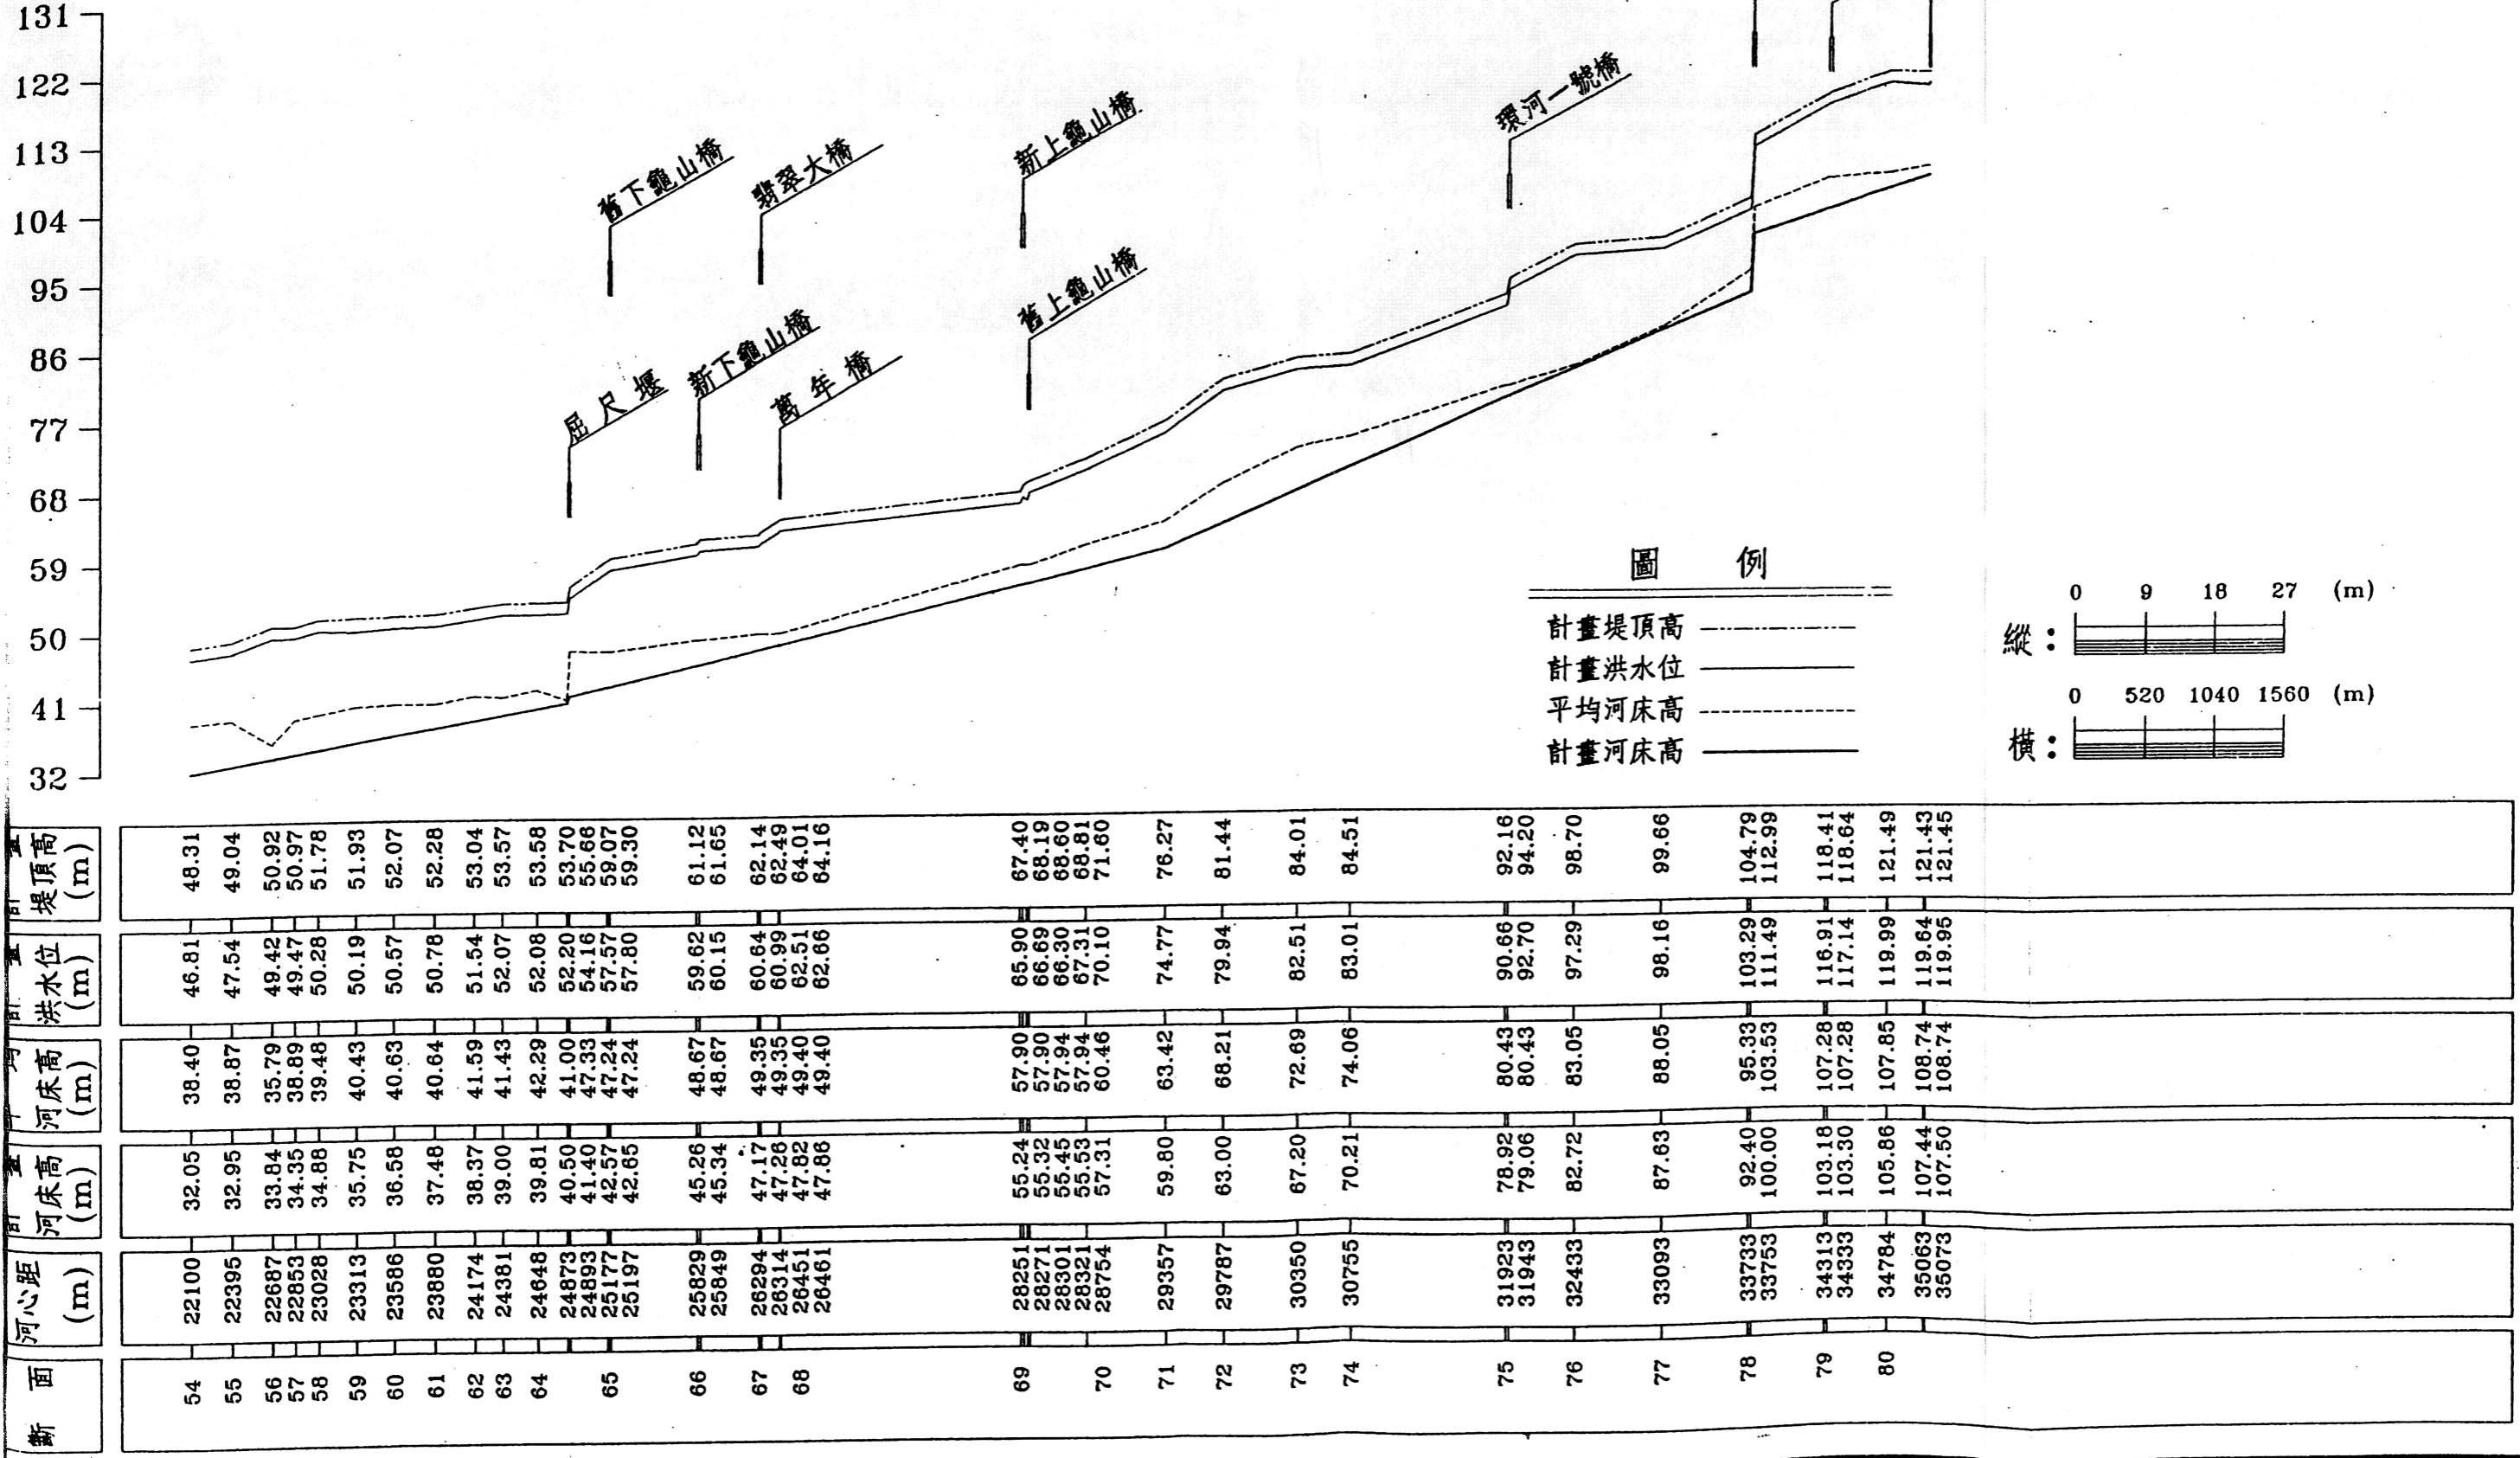 131
122
113
104
95
86
77
68
59
50
41
32
舊下龜山橋
翡翠大橋
新上龜山橋
環河一號橋
屈尺堰
新下龜山橋
萬年橋
舊上龜山橋
圖 例
計畫堤頂高
計畫洪水位
平均河床高
計畫河床高
縱：
0 9 18 27 (m)
橫：
0 520 1040 1560 (m)
計畫堤頂高 (m)
48.31 49.04 50.92 50.97 51.78 51.93 52.07 52.28 53.04 53.57 53.58 53.70 55.66 59.07 59.30 61.12 61.65 62.14 62.49 64.01 64.16 67.40 68.19 68.60 68.81 71.60 76.27 81.44 84.01 84.51 92.16 94.20 98.70 99.66 104.79 112.99 118.41 118.64 121.49 121.43 121.45
計畫洪水位 (m)
46.81 47.54 49.42 49.47 50.28 50.19 50.57 50.78 51.54 52.07 52.08 52.20 54.16 57.57 57.80 59.62 60.15 60.64 60.99 62.51 62.66 65.90 66.69 66.30 67.31 70.10 74.77 79.94 82.51 83.01 90.66 92.70 97.29 98.16 103.29 111.49 116.91 117.14 119.99 119.64 119.95
平均河床高 (m)
38.40 38.87 35.79 38.89 39.48 40.43 40.63 40.64 41.59 41.43 42.29 41.00 47.33 47.24 47.24 48.67 48.67 49.35 49.35 49.40 49.40 57.90 57.90 57.94 57.94 60.46 63.42 68.21 72.69 74.06 80.43 80.43 83.05 88.05 95.33 103.53 107.28 107.28 107.85 108.74 108.74
計畫河床高 (m)
32.05 32.95 33.84 34.35 34.88 35.75 36.58 37.48 38.37 39.00 39.81 40.50 41.40 42.57 42.65 45.26 45.34 47.17 47.26 47.82 47.86 55.24 55.32 55.45 55.53 57.31 59.80 63.00 67.20 70.21 78.92 79.06 82.72 87.63 92.40 100.00 103.18 103.30 105.86 107.44 107.50
河心距 (m)
22100 22395 22687 22853 23028 23313 23586 23880 24174 24381 24648 24873 24893 25177 25197 25829 25849 26294 26314 26451 26461 28251 28271 28301 28321 28754 29357 29787 30350 30755 31923 31943 32433 33093 33733 33753 34313 34333 34784 35063 35073
斷面
54 55 56 57 58 59 60 61 62 63 64 65 66 67 68 69 70 71 72 73 74 75 76 77 78 79 80